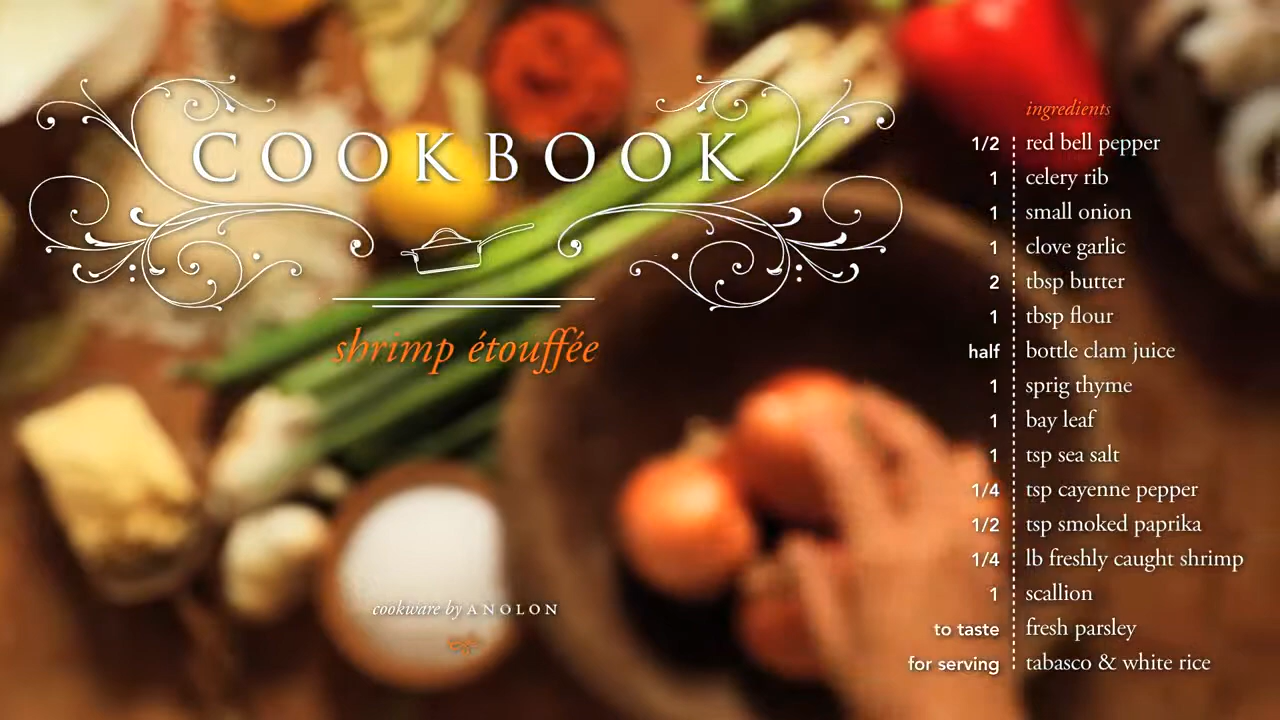 COOKBOOK
shrimp étouffée
cookware by ANOLON
ingredients
1/2 red bell pepper
1 celery rib
1 small onion
1 clove garlic
2 tbsp butter
1 tbsp flour
half bottle clam juice
1 sprig thyme
1 bay leaf
1 tsp sea salt
1/4 tsp cayenne pepper
1/2 tsp smoked paprika
1/4 lb freshly caught shrimp
1 scallion
to taste fresh parsley
for serving tabasco & white rice